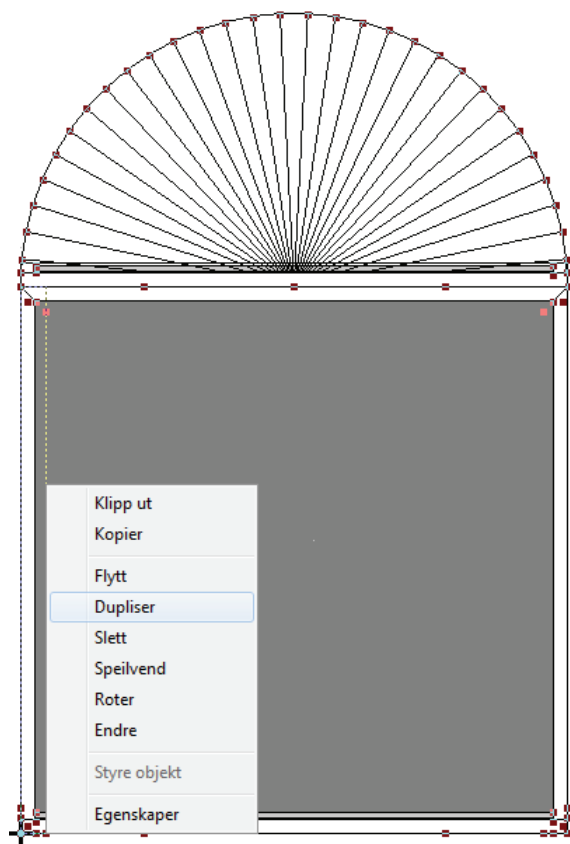 Klipp ut
Kopier
Flytt
Dupliser
Slett
Speilvend
Roter
Endre
Styre objekt
Egenskaper